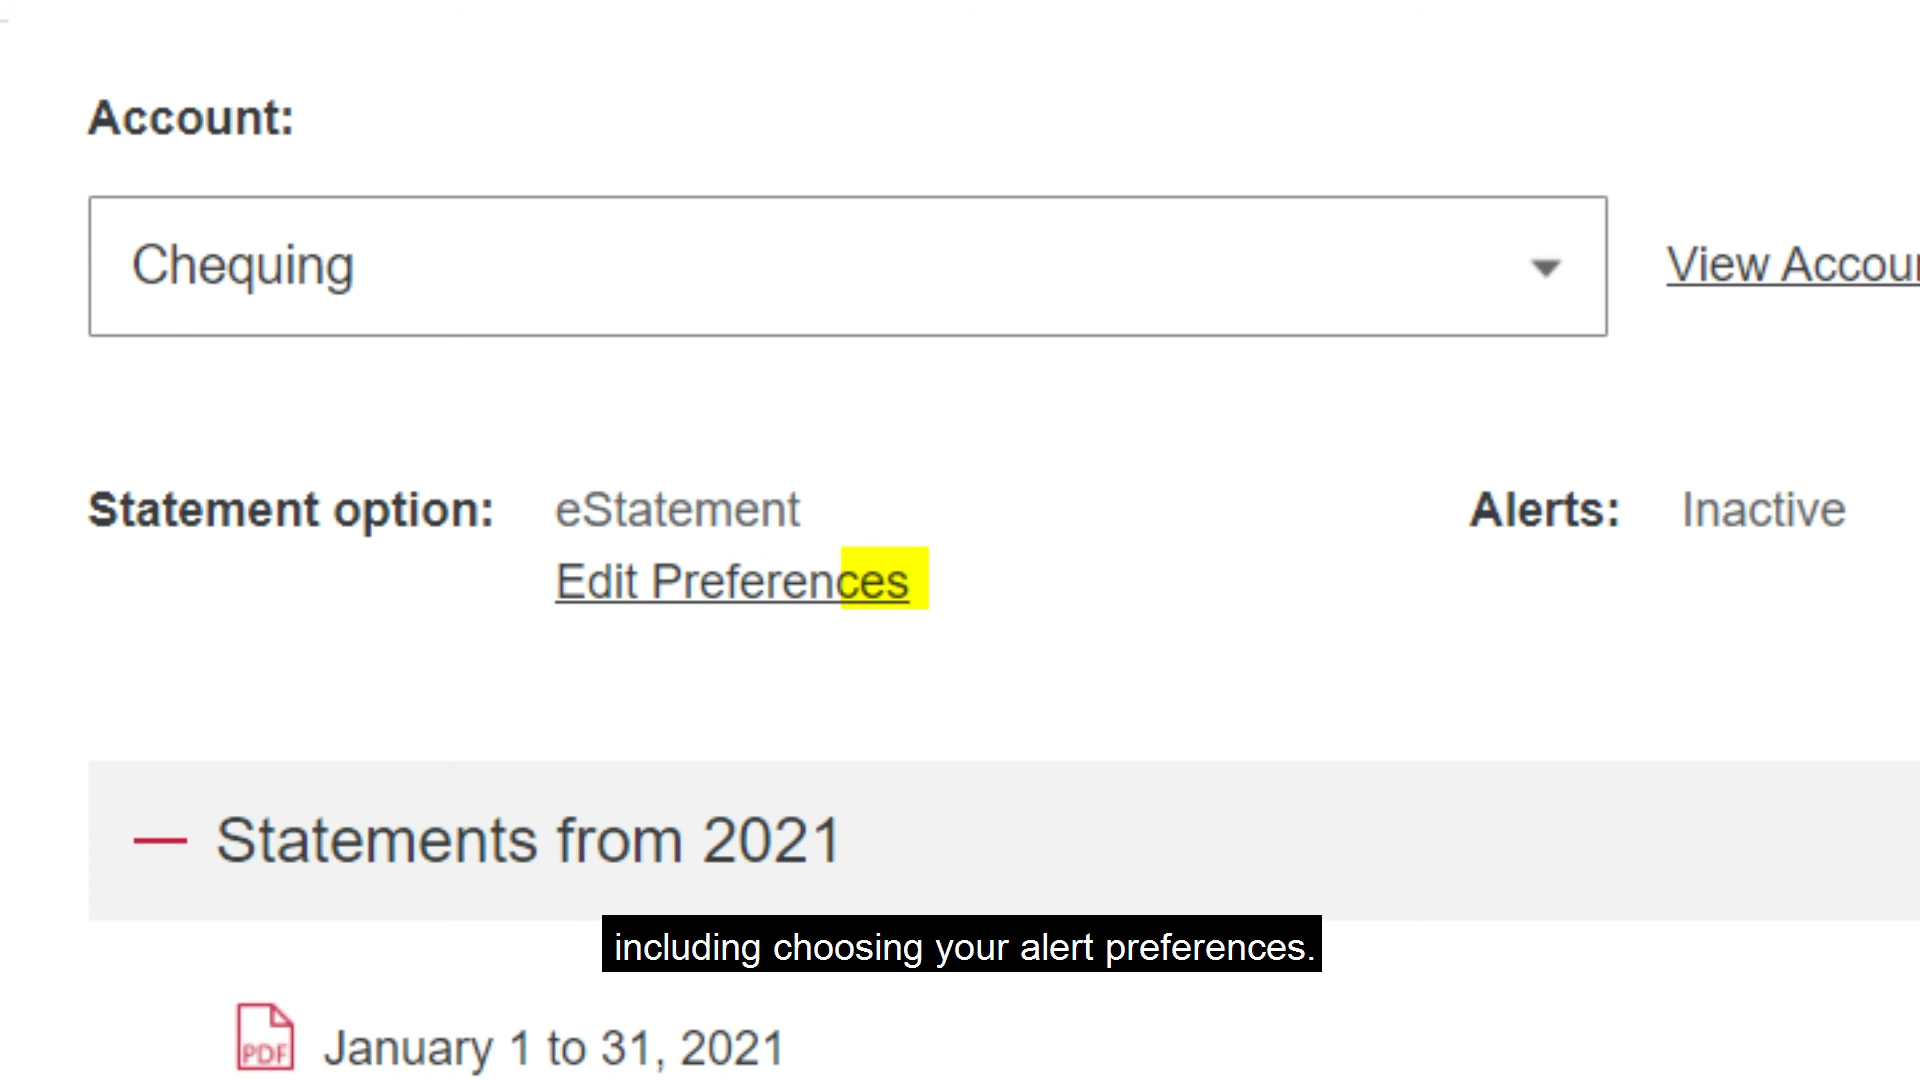 Account:
Chequing
View Accoun
Statement option: eStatement
Alerts: Inactive
Edit Preferences
Statements from 2021
including choosing your alert preferences.
PDF
January 1 to 31, 2021